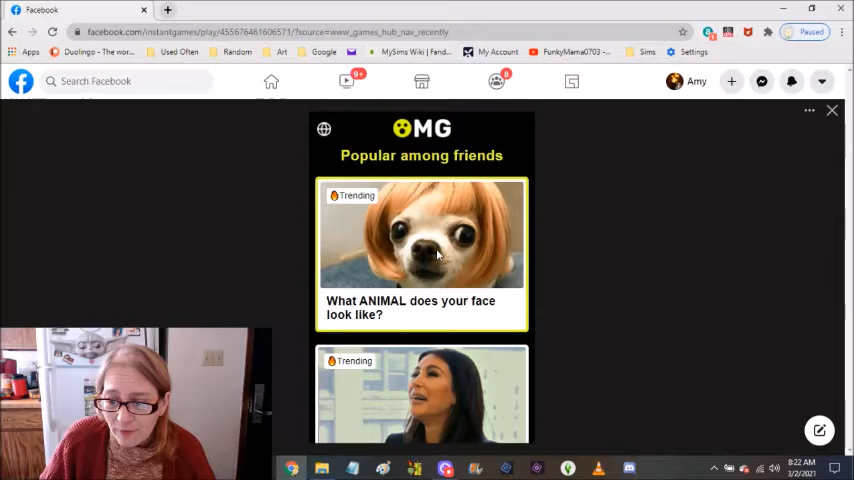 Facebook
facebook.com/instantgames/play/455676461606571/?source=www_games_hub_nav_recently
Paused
Apps
Duolingo - The wor...
Used Often
Random
Art
Google
MySims Wiki | Fand...
My Account
FunkyMama0703 -...
Sims
Settings
Search Facebook
9+
8
Amy
OMG
Popular among friends
Trending
What ANIMAL does your face
look like?
Trending
8:22 AM
3/2/2021